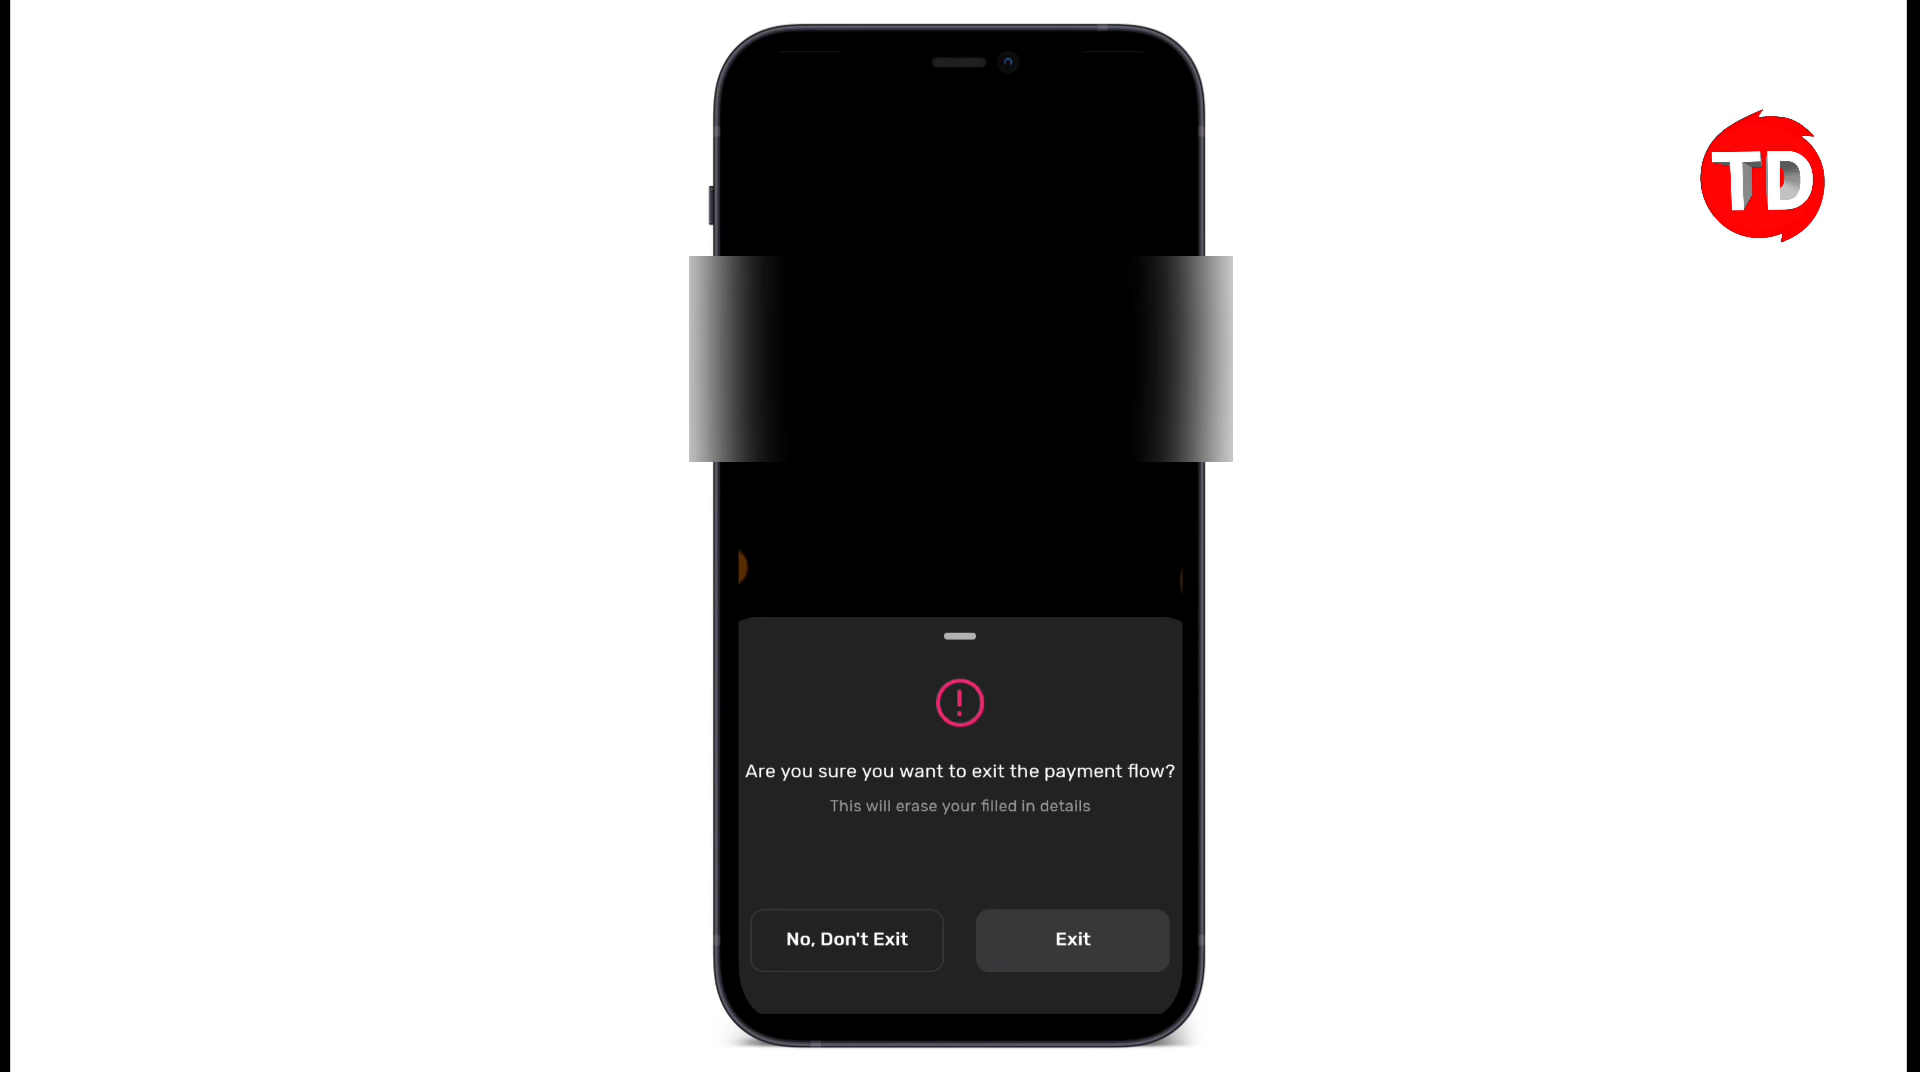 TD
Are you sure you want to exit the payment flow?
This will erase your filled in details
No, Don't Exit
Exit